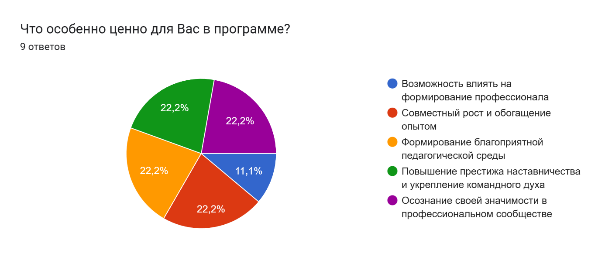 Что особенно ценно для Вас в программе?
9 ответов
22,2%
22,2%
22,2%
11,1%
22,2%
Возможность влиять на
формирование профессионала
Совместный рост и обогащение
опытом
Формирование благоприятной
педагогической среды
Повышение престижа наставничества
и укрепление командного духа
Осознание своей значимости в
профессиональном сообществе